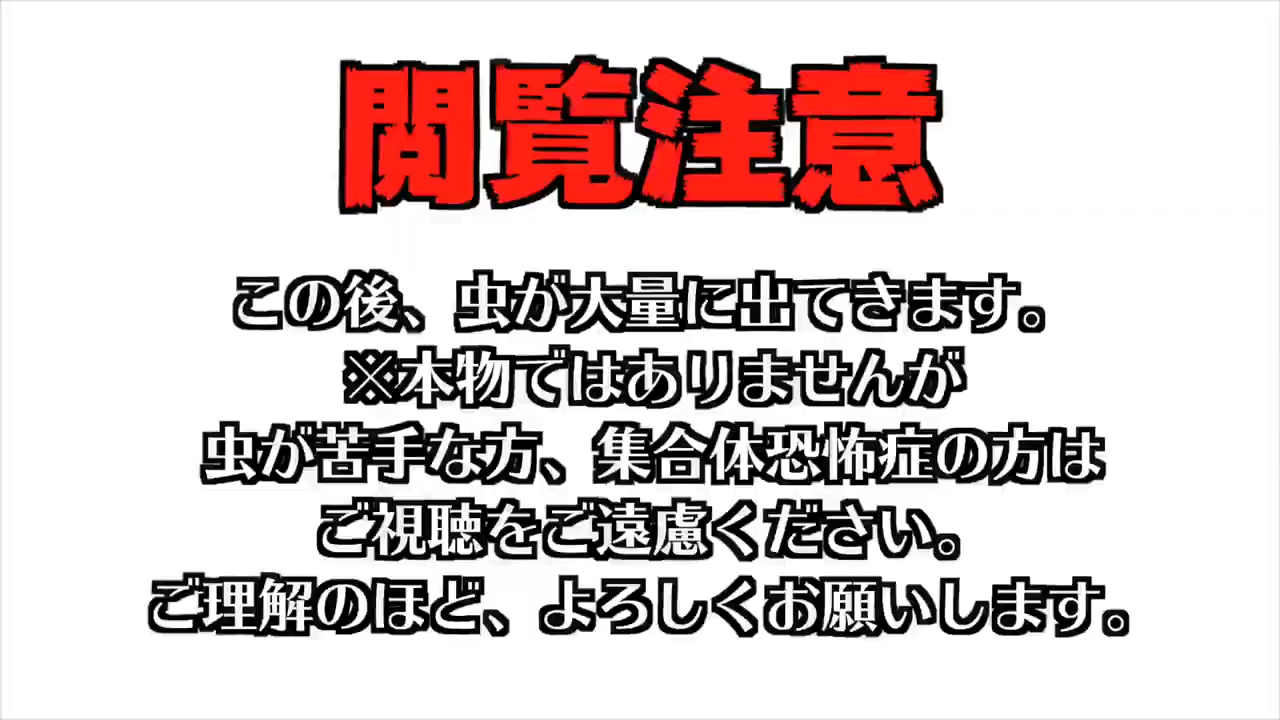 閲覧注意
この後、虫が大量に出てきます。
※本物ではありませんが
虫が苦手な方、集合体恐怖症の方は
ご視聴をご遠慮ください。
ご理解のほど、よろしくお願いします。